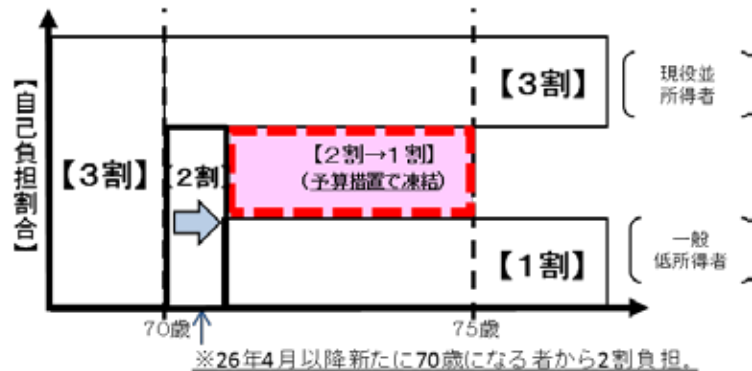 【自己負担割合】
【3割】
現役並
所得者
【3割】
【2割】
【2割→1割】
(予算措置で凍結)
【1割】
一般
低所得者
70歳
75歳
※26年4月以降新たに70歳になる者から2割負担。